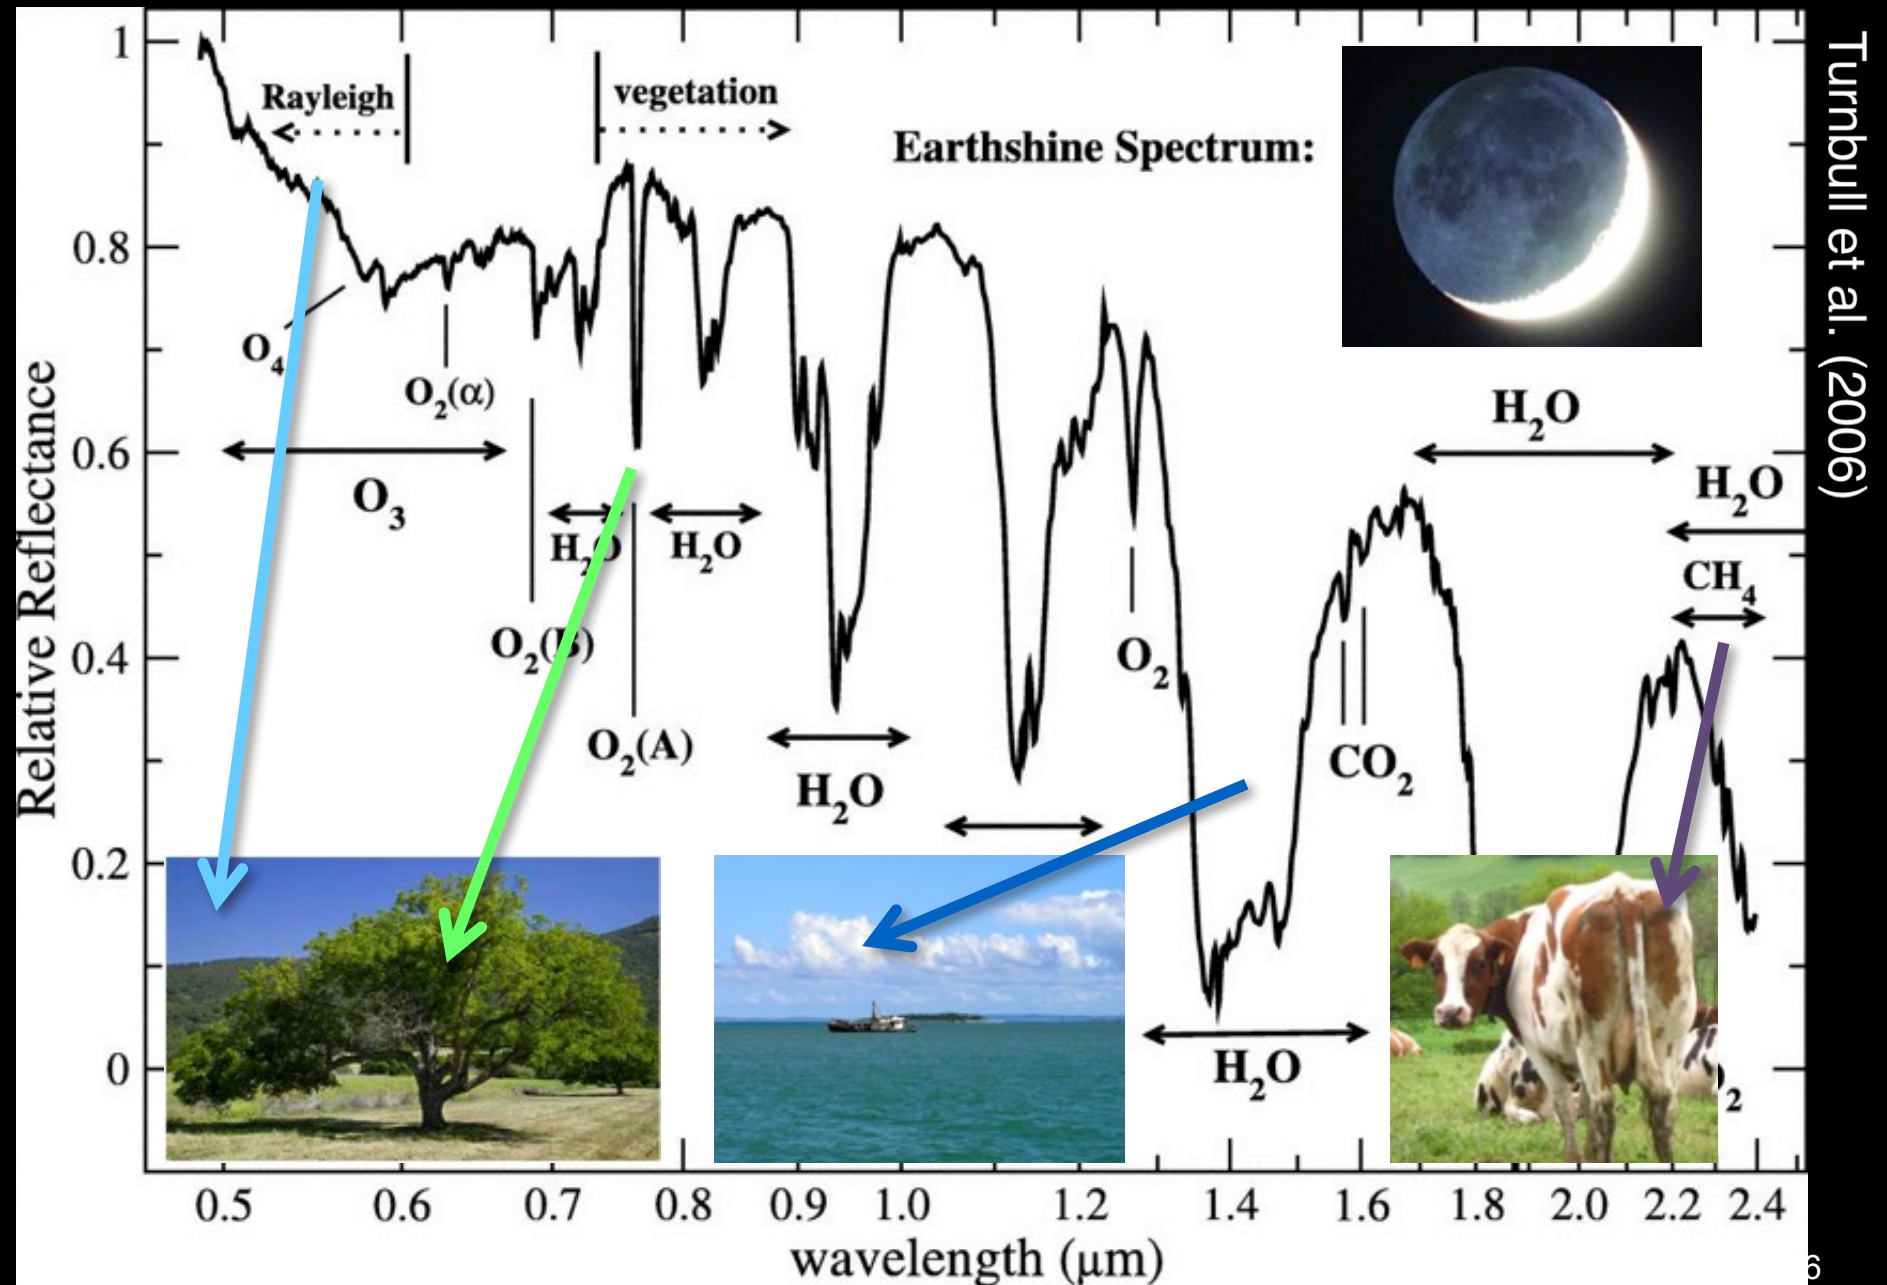 1
0.8
0.6
0.4
0.2
0
Relative Reflectance
Rayleigh
vegetation
Earthshine Spectrum:
O4
O2(α)
O3
H2O
H2O
O2(B)
O2(A)
H2O
O2
CO2
H2O
H2O
CH4
H2O
2
0.5 0.6 0.7 0.8 0.9 1.0 1.2 1.4 1.6 1.8 2.0 2.2 2.4
wavelength (μm)
Turnbull et al. (2006)
6